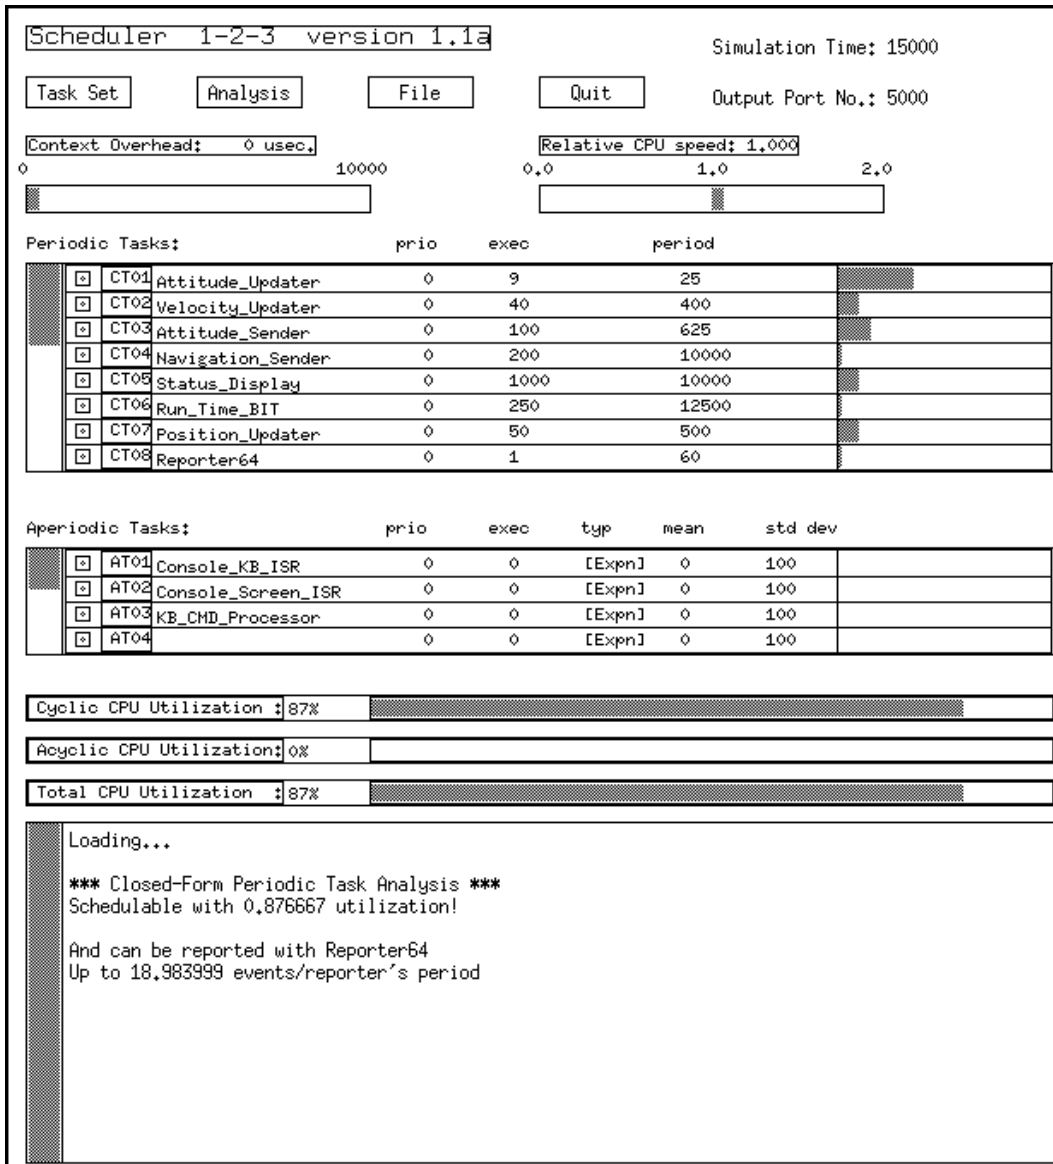 Scheduler 1-2-3 version 1.1a
Simulation Time: 15000
Task Set Analysis File Quit
Output Port No.: 5000
Context Overhead: 0 usec. Relative CPU speed: 1.000
0 10000 0.0 1.0 2.0
Periodic Tasks: prio exec period
CT01 Attitude_Updater 0 9 25
CT02 Velocity_Updater 0 40 400
CT03 Attitude_Sender 0 100 625
CT04 Navigation_Sender 0 200 10000
CT05 Status_Display 0 1000 10000
CT06 Run_Time_BIT 0 250 12500
CT07 Position_Updater 0 50 500
CT08 Reporter64 0 1 60
Aperiodic Tasks: prio exec typ mean std dev
AT01 Console_KB_ISR 0 0 [Expn] 0 100
AT02 Console_Screen_ISR 0 0 [Expn] 0 100
AT03 KB_CMD_Processor 0 0 [Expn] 0 100
AT04 0 0 [Expn] 0 100
Cyclic CPU Utilization : 87%
Acyclic CPU Utilization: 0%
Total CPU Utilization : 87%
Loading...
*** Closed-Form Periodic Task Analysis ***
Schedulable with 0.876667 utilization!
And can be reported with Reporter64
Up to 18.983999 events/reporter's period